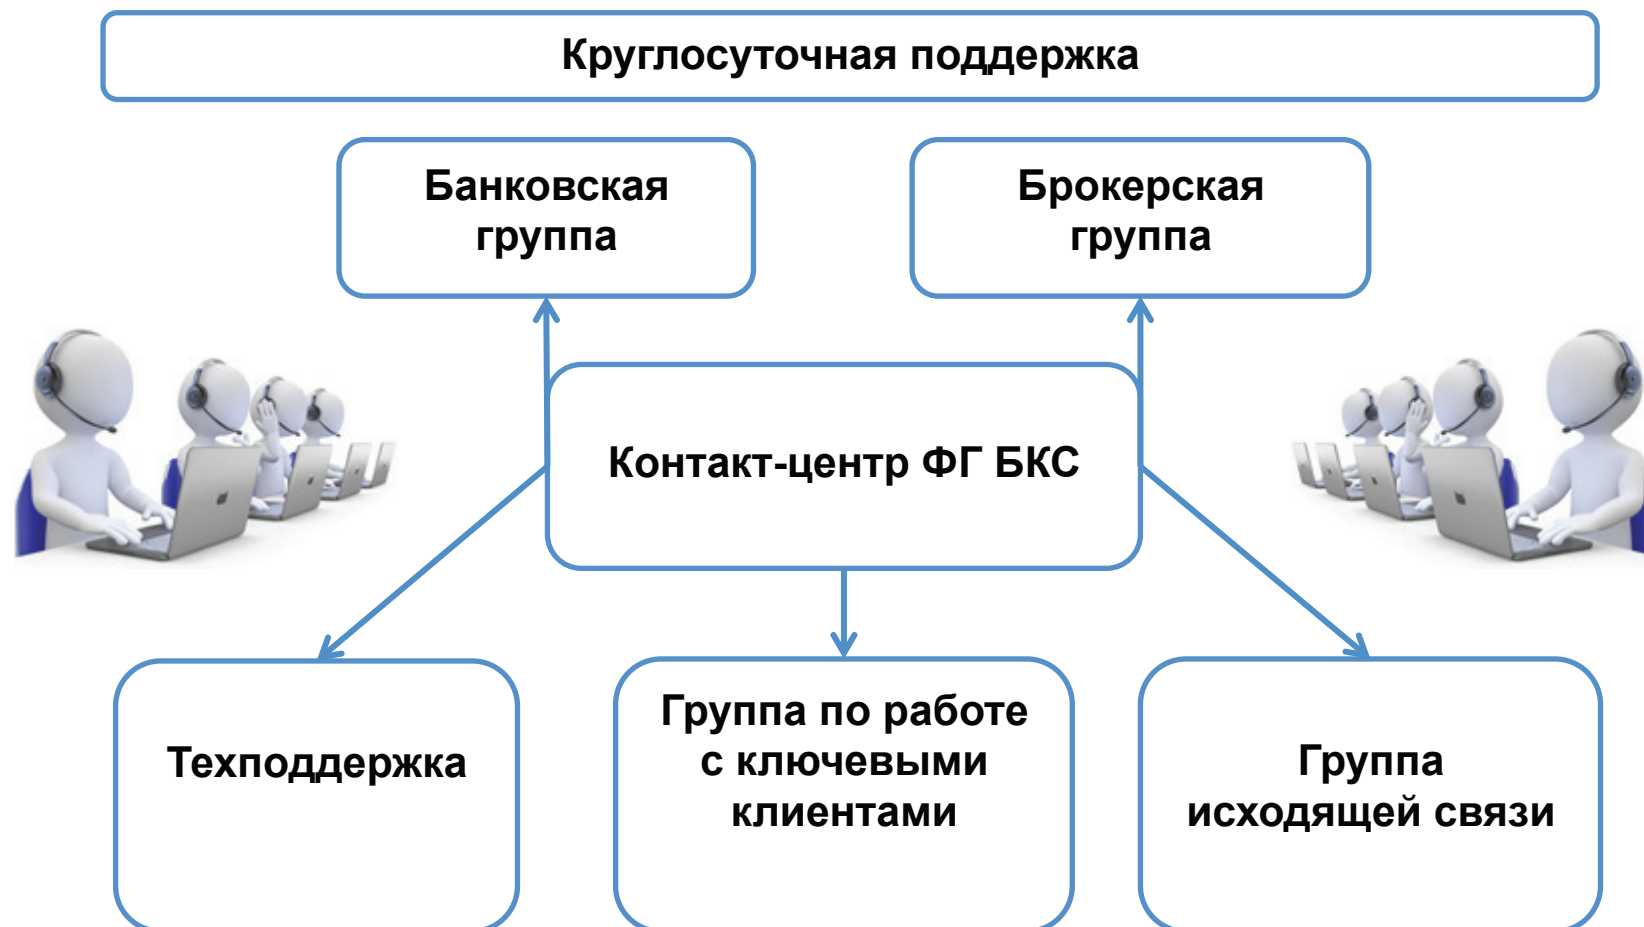 Круглосуточная поддержка
Банковская
группа
Брокерская
группа
Контакт-центр ФГ БКС
Техподдержка
Группа по работе
с ключевыми
клиентами
Группа
исходящей связи